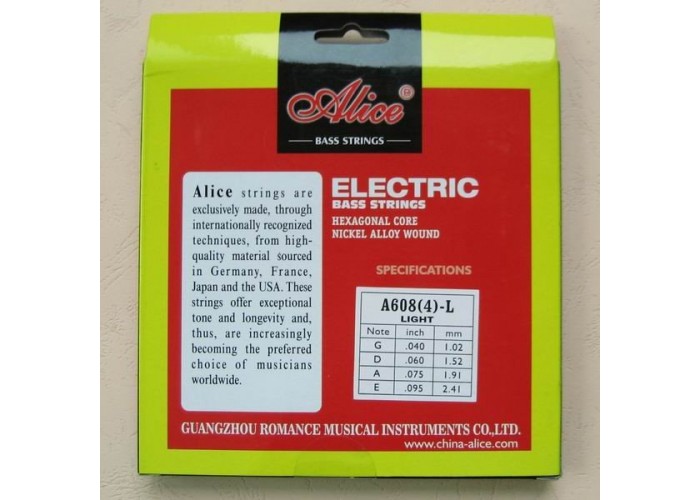 Alice®
BASS STRINGS
Alice strings are
exclusively made, through
internationally recognized
techniques, from high-
quality material sourced
in Germany, France,
Japan and the USA. These
strings offer exceptional
tone and longevity and,
thus, are increasingly
becoming the preferred
choice of musicians
worldwide.
ELECTRIC
BASS STRINGS
HEXAGONAL CORE
NICKEL ALLOY WOUND
SPECIFICATIONS
A608(4)-L
LIGHT
Note inch mm
G .040 1.02
D .060 1.52
A .075 1.91
E .095 2.41
GUANGZHOU ROMANCE MUSICAL INSTRUMENTS CO.,LTD.
www.china-alice.com